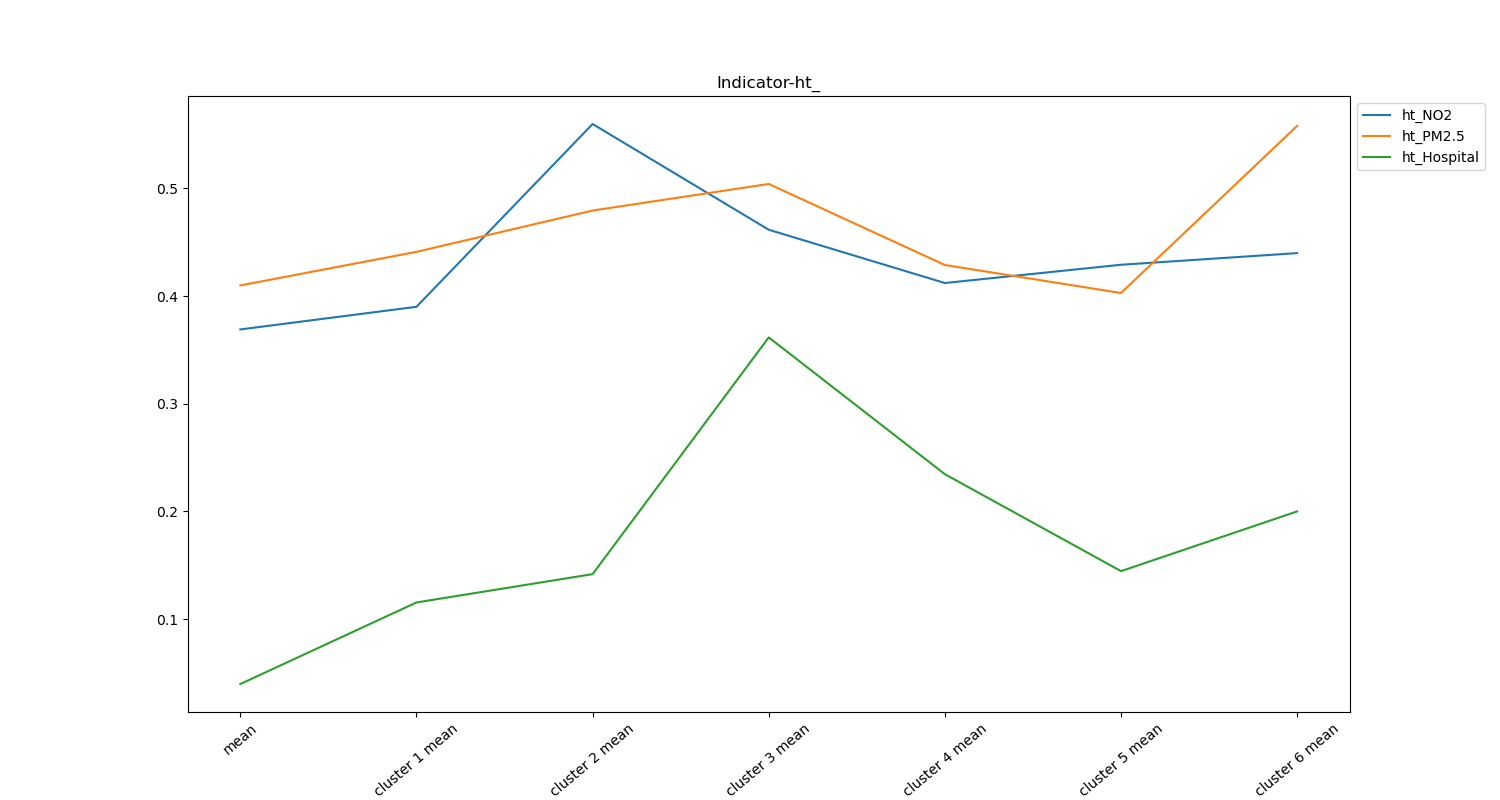 Indicator-ht_
ht_NO2
ht_PM2.5
ht_Hospital
0.5
0.4
0.3
0.2
0.1
mean
cluster 1 mean
cluster 2 mean
cluster 3 mean
cluster 4 mean
cluster 5 mean
cluster 6 mean